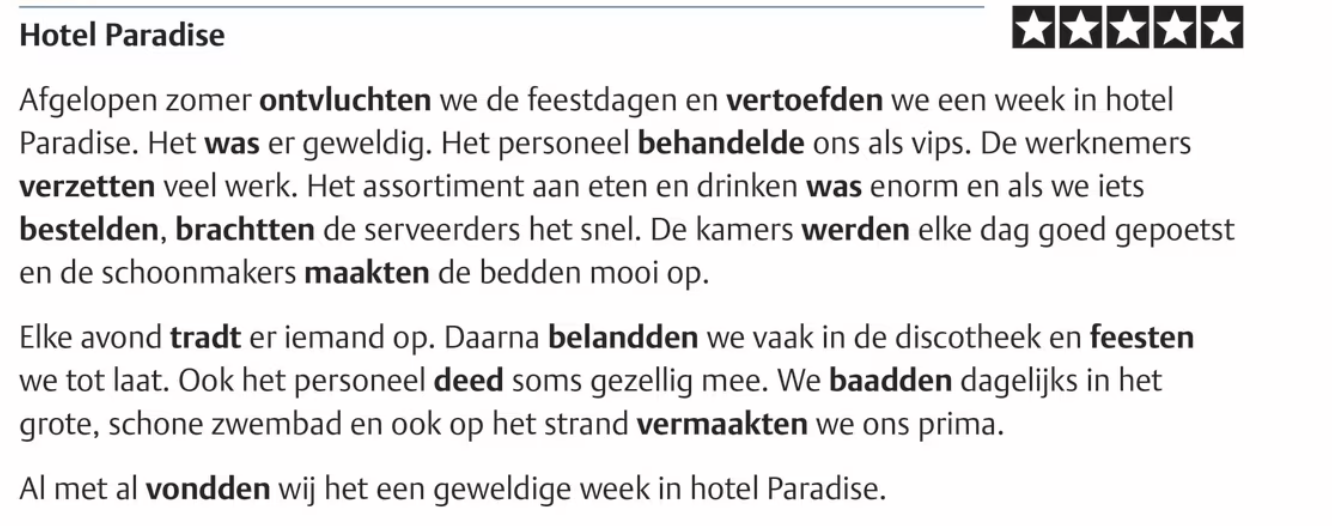 Hotel Paradise
Afgelopen zomer ontvluchten we de feestdagen en vertoefden we een week in hotel
Paradise. Het was er geweldig. Het personeel behandelde ons als vips. De werknemers
verzetten veel werk. Het assortiment aan eten en drinken was enorm en als we iets
bestelden, brachtten de serveerders het snel. De kamers werden elke dag goed gepoetst
en de schoonmakers maakten de bedden mooi op.
Elke avond tradt er iemand op. Daarna belandden we vaak in de discotheek en feesten
we tot laat. Ook het personeel deed soms gezellig mee. We baadden dagelijks in het
grote, schone zwembad en ook op het strand vermaakten we ons prima.
Al met al vondden wij het een geweldige week in hotel Paradise.